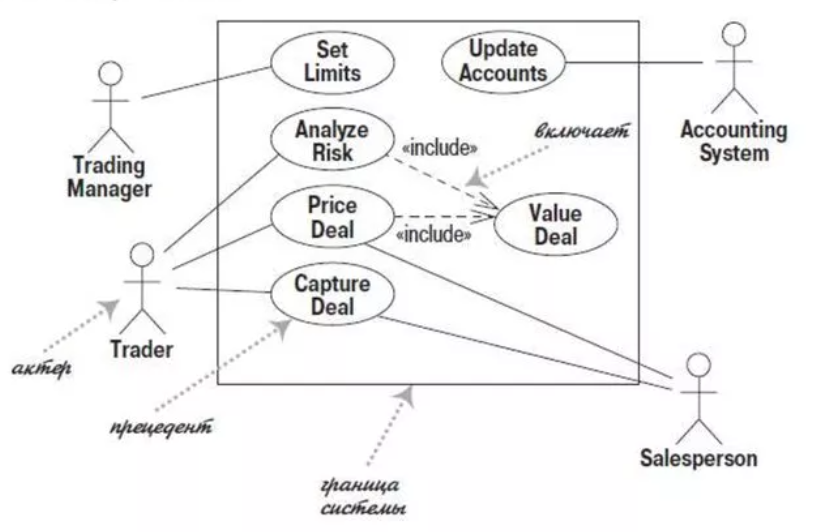 Set
Limits
Update
Accounts
Trading
Manager
Accounting
System
Analyze
Risk
«include»
включает
Price
Deal
«include»
Value
Deal
Capture
Deal
Trader
актер
прецедент
Salesperson
граница
системы